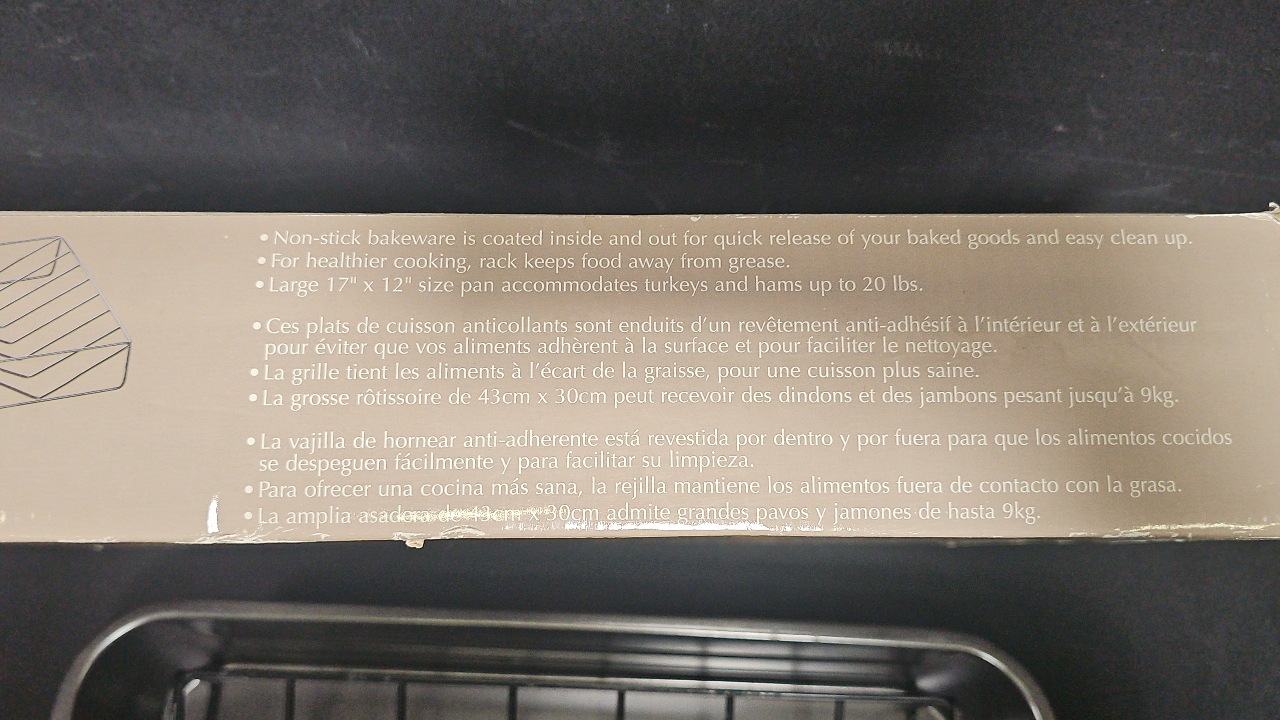 • Non-stick bakeware is coated inside and out for quick release of your baked goods and easy clean up.
• For healthier cooking, rack keeps food away from grease.
• Large 17" x 12" size pan accommodates turkeys and hams up to 20 lbs.
• Ces plats de cuisson anticollants sont enduits d'un revêtement anti-adhésif à l'intérieur et à l'extérieur
pour éviter que vos aliments adhèrent à la surface et pour faciliter le nettoyage.
• La grille tient les aliments à l'écart de la graisse, pour une cuisson plus saine.
• La grosse rôtissoire de 43cm x 30cm peut recevoir des dindons et des jambons pesant jusqu'à 9kg.
• La vajilla de hornear anti-adherente está revestida por dentro y por fuera para que los alimentos cocidos
se despeguen fácilmente y para facilitar su limpieza.
• Para ofrecer una cocina más sana, la rejilla mantiene los alimentos fuera de contacto con la grasa.
• La amplia asadora de 43cm x 30cm admite grandes pavos y jamones de hasta 9kg.